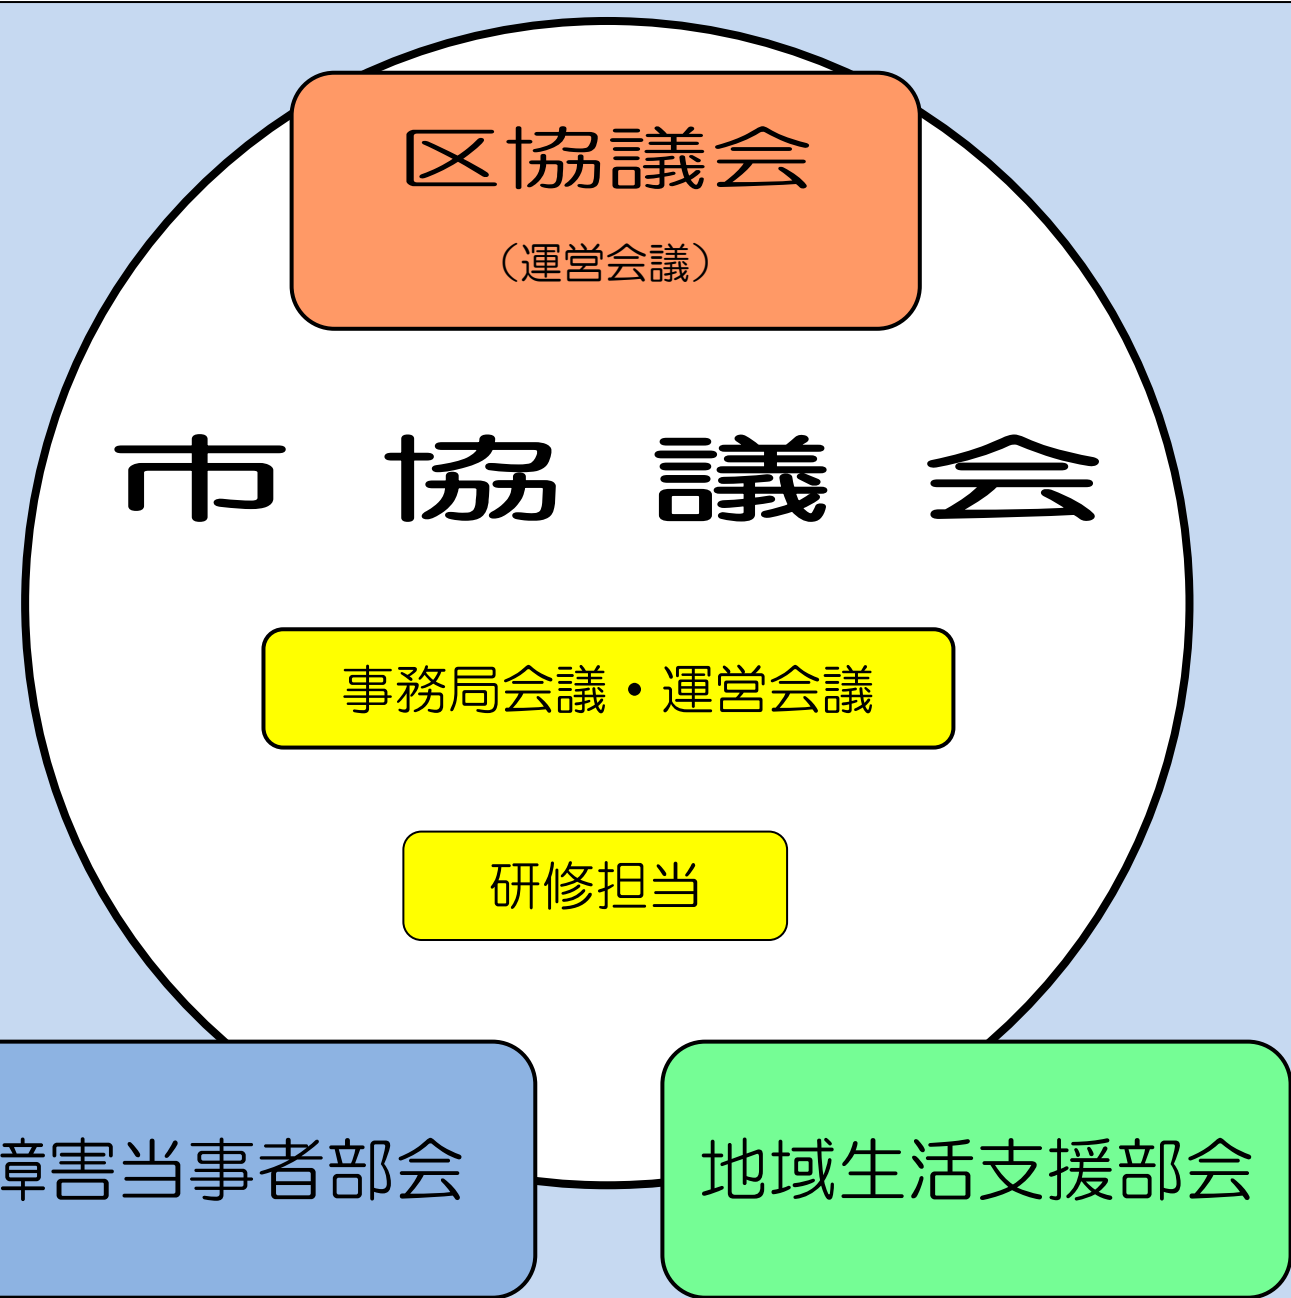 区協議会
（運営会議）
市協議会
事務局会議・運営会議
研修担当
障害当事者部会
地域生活支援部会